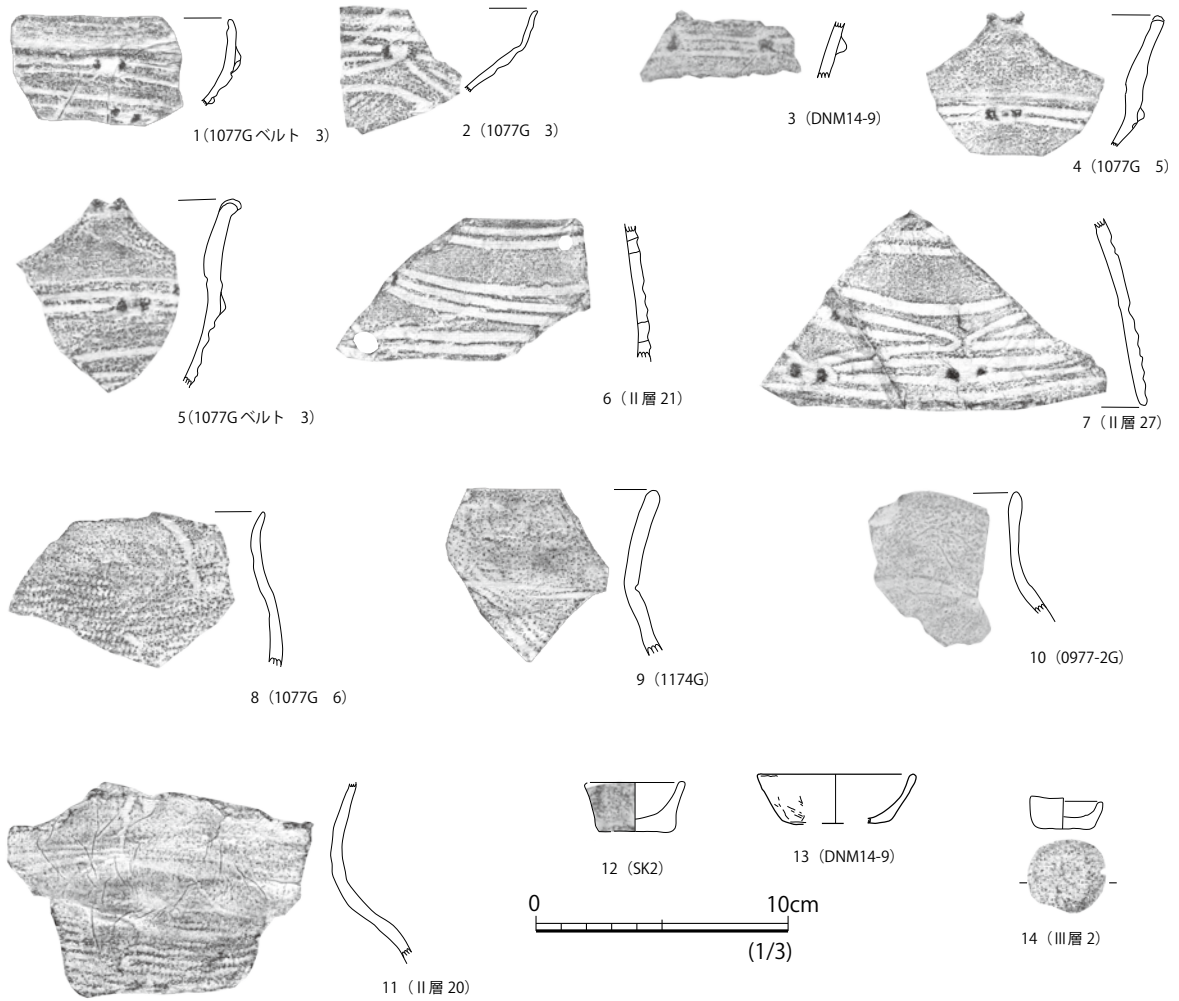 1（1077G ベルト　3）
2（1077G　3）
3（DNM14-9）
4（1077G　5）
5（1077G ベルト　3）
6（Ⅱ層 21）
7（Ⅱ層 27）
8（1077G　6）
9（1174G）
10（0977-2G）
11（Ⅱ層 20）
12（SK2）
13（DNM14-9）
14（Ⅲ層 2）
0　10cm
(1/3)